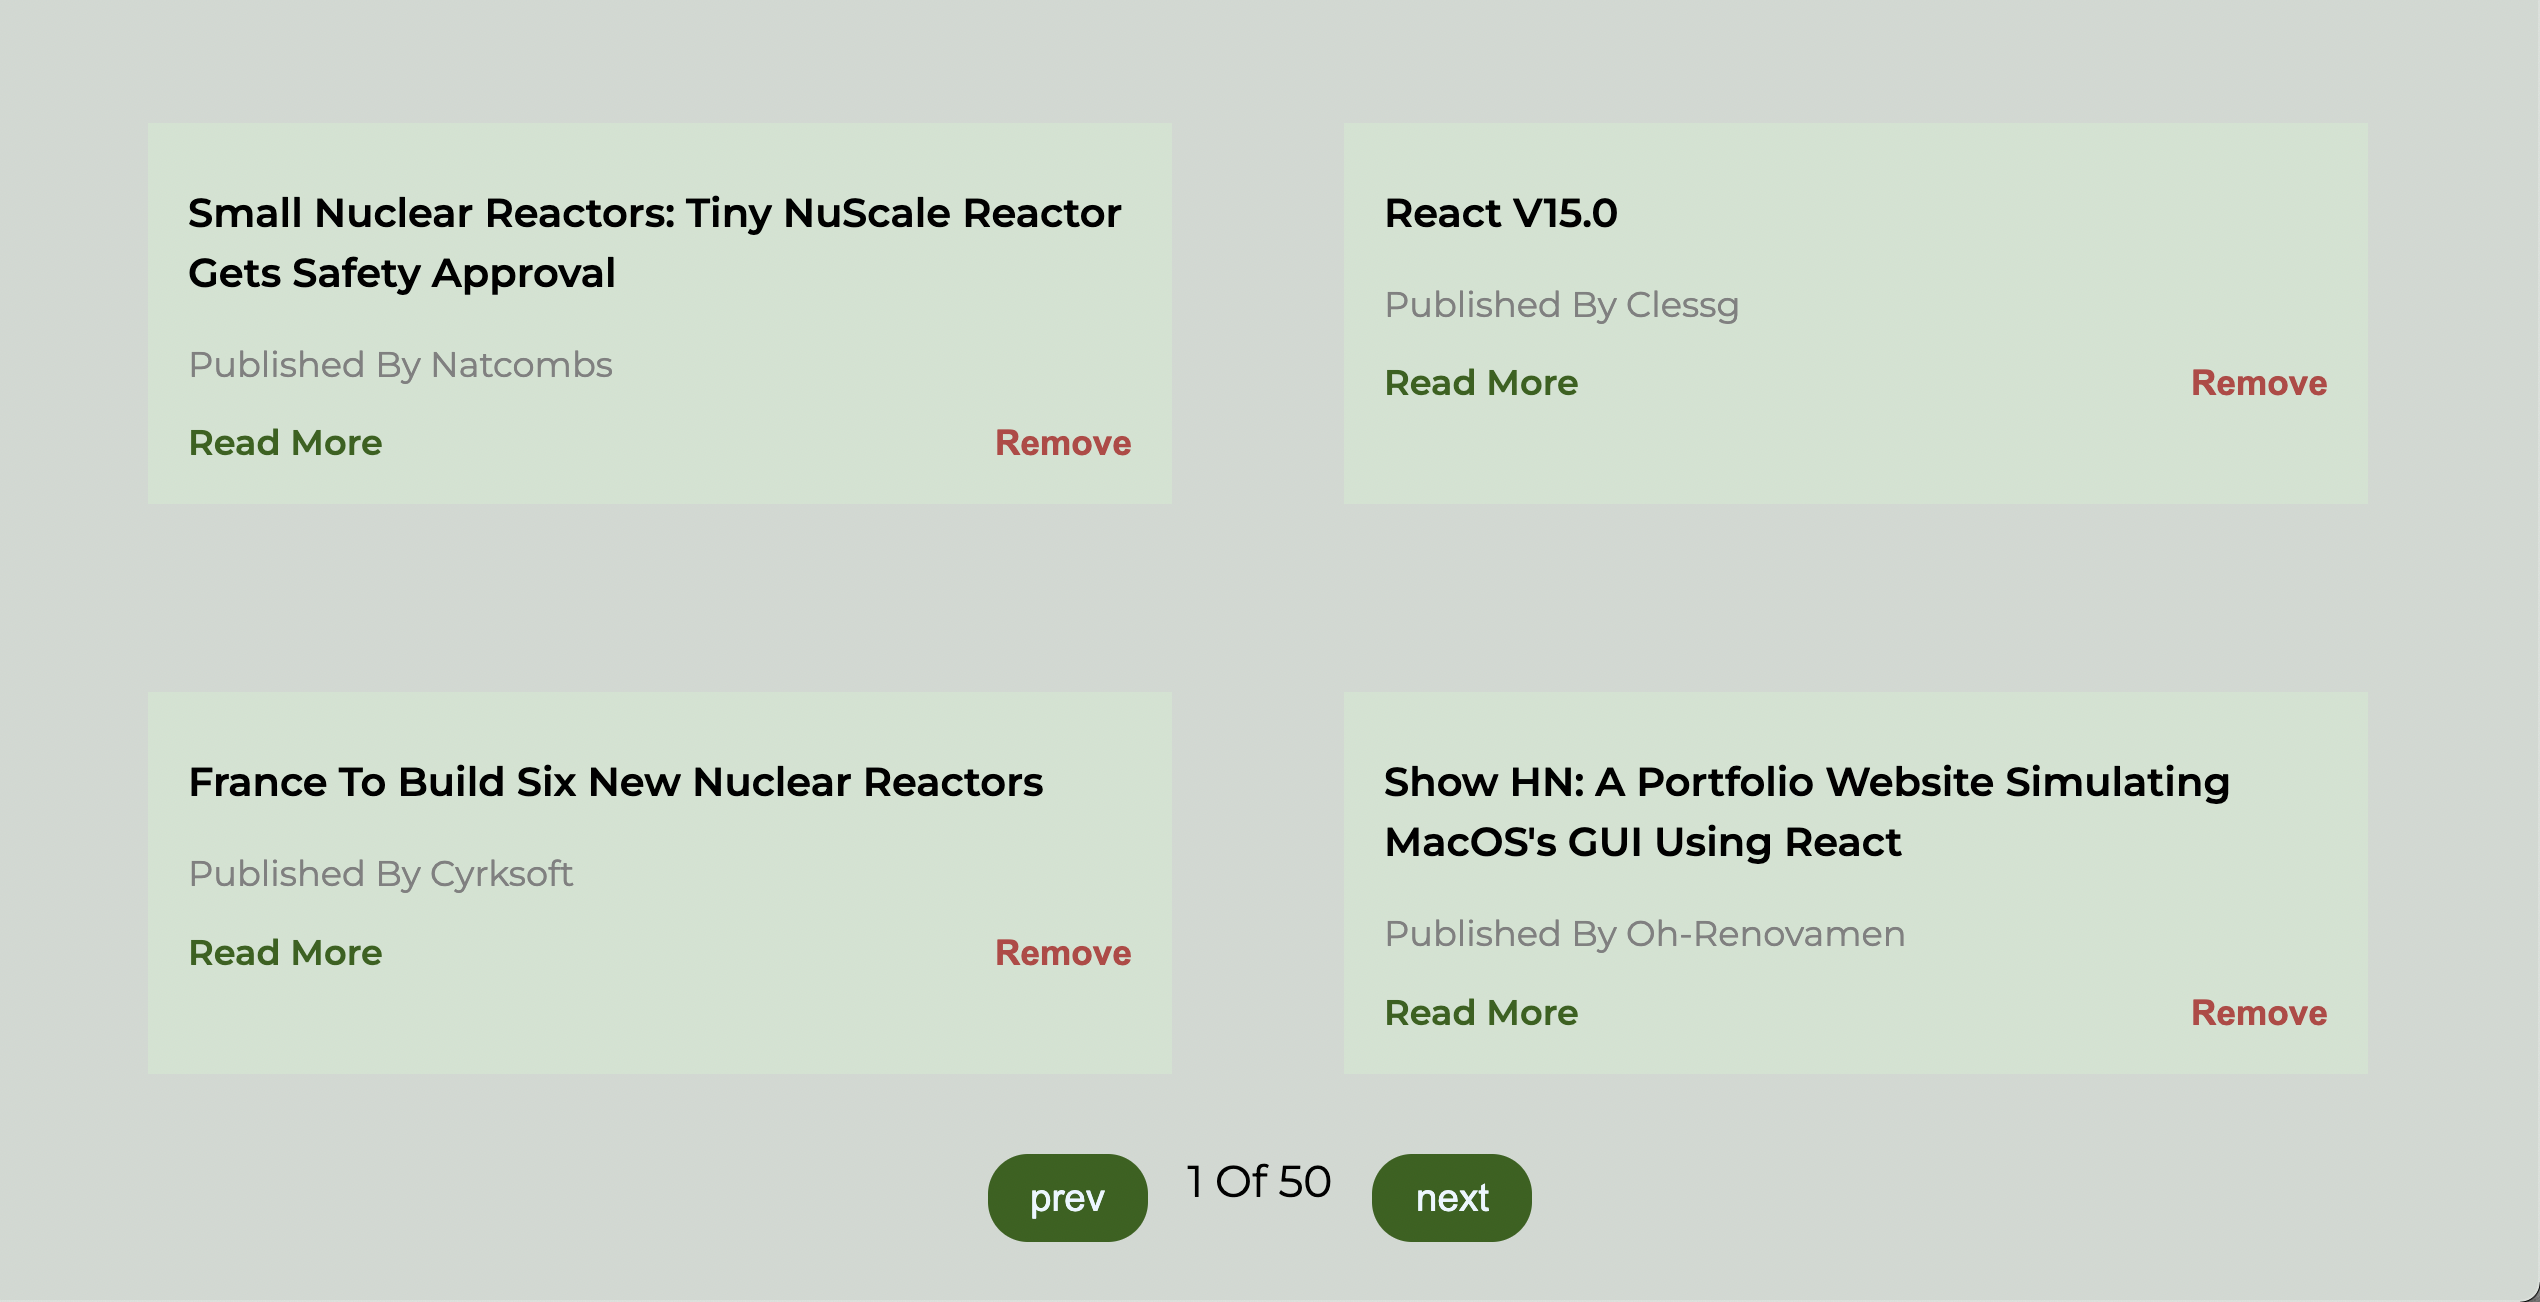 Small Nuclear Reactors: Tiny NuScale Reactor
Gets Safety Approval
Published By Natcombs
Read More
Remove
React V15.0
Published By Clessg
Read More
Remove
France To Build Six New Nuclear Reactors
Published By Cyrksoft
Read More
Remove
Show HN: A Portfolio Website Simulating
MacOS's GUI Using React
Published By Oh-Renovamen
Read More
Remove
prev
1 Of 50
next